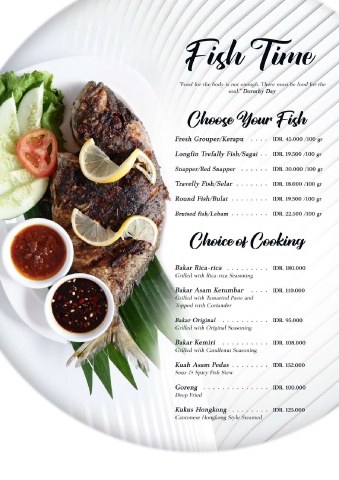 Fish Time
"Food for the body is not enough. There must be food for the
soul." Dorothy Day
Choose Your Fish
Fresh Grouper/Kerapu . . . . IDR. 45.000 /100 gr
Longfin Trefally Fish/Sagai . . IDR. 19.500 /100 gr
Snapper/Red Snapper . . . . IDR. 30.000 /100 gr
Travelly Fish/Selar . . . . . . IDR. 18.000 /100 gr
Round Fish/Bulat . . . . . . IDR. 19.500 /100 gr
Braised Fish/Lobam . . . . . . IDR. 22.500 /100 gr
Choice of Cooking
Bakar Rica-rica . . . . . . . . . IDR. 180.000
Grilled with Rica-rica Seasoning
Bakar Asam Ketumbar . . . . IDR. 110.000
Grilled with Tamarind Paste and
Topped with Coriander
Bakar Original . . . . . . . . . . IDR. 95.000
Grilled with Original Seasoning
Bakar Kemiri . . . . . . . . . . IDR. 108.000
Grilled with Candlenut Seasoning
Kuah Asam Pedas . . . . . . . . IDR. 152.000
Sour & Spicy Fish Stew
Goreng . . . . . . . . . . . . . . IDR. 100.000
Deep Fried
Kukus Hongkong . . . . . . . . IDR. 125.000
Cantonese Hongkong Style Steamed